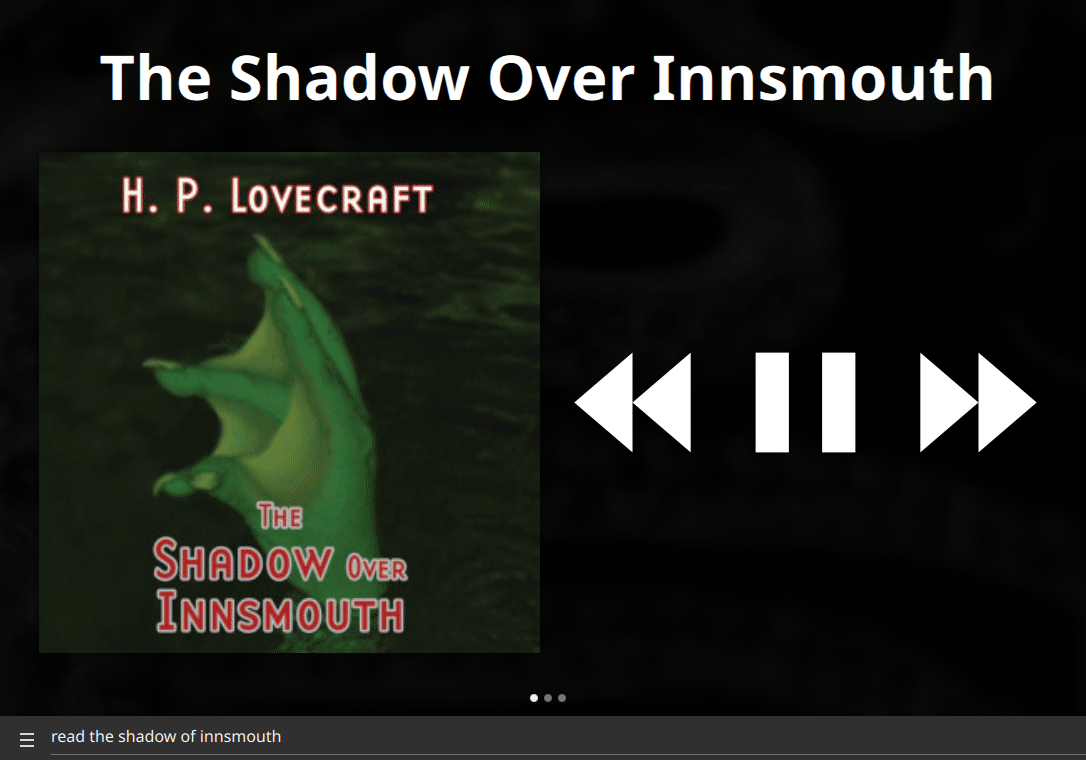 The Shadow Over Innsmouth
H. P. Lovecraft
The
Shadow Over
Innsmouth
read the shadow of innsmouth